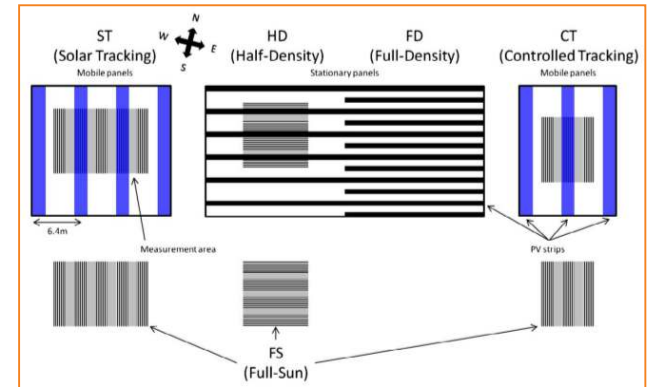 N
W
E
S
ST
(Solar Tracking)
Mobile panels
HD
(Half-Density)
FD
(Full-Density)
Stationary panels
CT
(Controlled Tracking)
Mobile panels
6.4m
Measurement area
PV strips
FS
(Full-Sun)